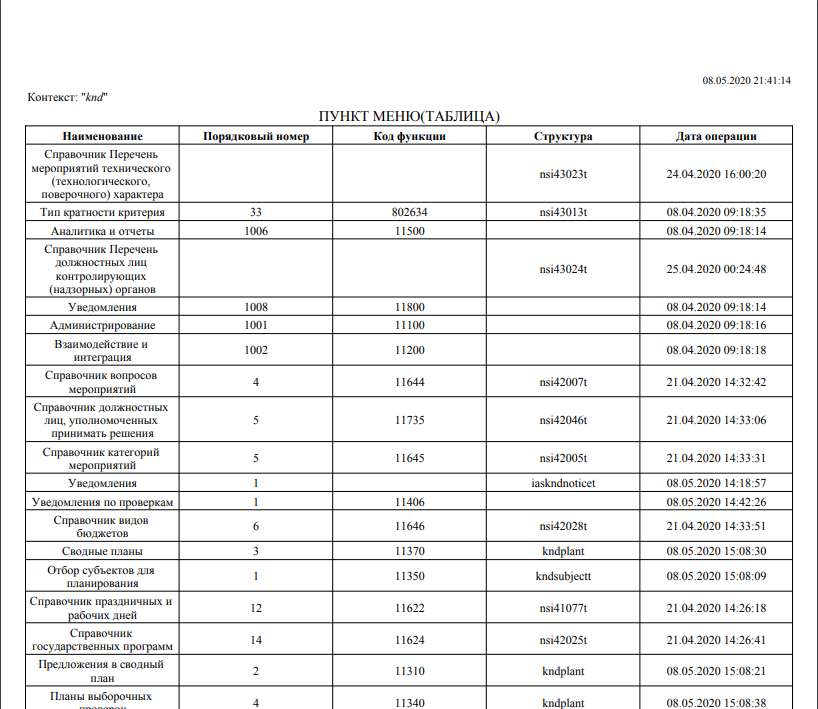 08.05.2020 21:41:14
Контекст: "knd"
ПУНКТ МЕНЮ(ТАБЛИЦА)
Наименование Порядковый номер Код функции Структура Дата операции
Справочник Перечень
мероприятий технического
(технологического,
поверочного) характера
nsi43023t 24.04.2020 16:00:20
Тип кратности критерия 33 802634 nsi43013t 08.04.2020 09:18:35
Аналитика и отчеты 1006 11500 08.04.2020 09:18:14
Справочник Перечень
должностных лиц
контролирующих
(надзорных) органов
nsi43024t 25.04.2020 00:24:48
Уведомления 1008 11800 08.04.2020 09:18:14
Администрирование 1001 11100 08.04.2020 09:18:16
Взаимодействие и
интеграция
1002 11200 08.04.2020 09:18:18
Справочник вопросов
мероприятий
4 11644 nsi42007t 21.04.2020 14:32:42
Справочник должностных
лиц, уполномоченных
принимать решения
5 11735 nsi42046t 21.04.2020 14:33:06
Справочник категорий
мероприятий
5 11645 nsi42005t 21.04.2020 14:33:31
Уведомления 1 iaskndnoticet 08.05.2020 14:18:57
Уведомления по проверкам 1 11406 08.05.2020 14:42:26
Справочник видов
бюджетов
6 11646 nsi42028t 21.04.2020 14:33:51
Сводные планы 3 11370 kndplant 08.05.2020 15:08:30
Отбор субъектов для
планирования
1 11350 kndsubjectt 08.05.2020 15:08:09
Справочник праздничных и
рабочих дней
12 11622 nsi41077t 21.04.2020 14:26:18
Справочник
государственных программ
14 11624 nsi42025t 21.04.2020 14:26:41
Предложения в сводный
план
2 11310 kndplant 08.05.2020 15:08:21
Планы выборочных
4 11340 kndplant 08.05.2020 15:08:38